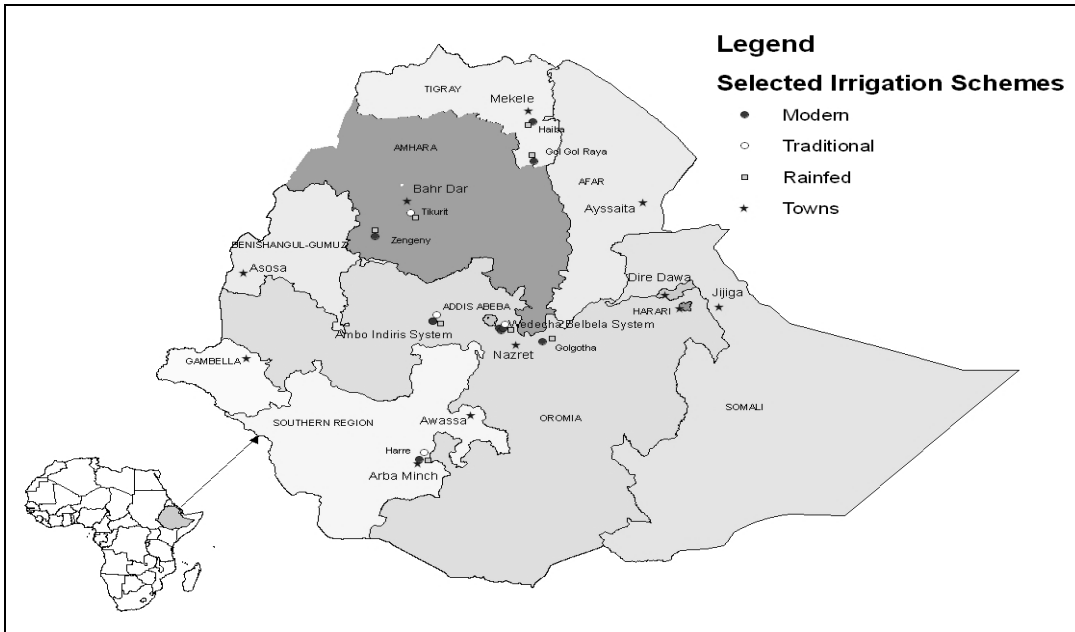 Legend
Selected Irrigation Schemes
Modern
Traditional
Rainfed
Towns
TIGRAY
Mekele
Haiba
Gol Gol Raya
AMHARA
AFAR
Bahr Dar
Ayssaita
Tikurit
Zengeny
BENISHANGUL-GUMUZ
Asosa
Dire Dawa
Jijiga
HARARI
ADDIS ABEBA
Wedecha Belbela System
Ambo Indiris System
Golgotha
Nazret
GAMBELLA
SOMALI
OROMIA
Awassa
SOUTHERN REGION
Harre
Arba Minch